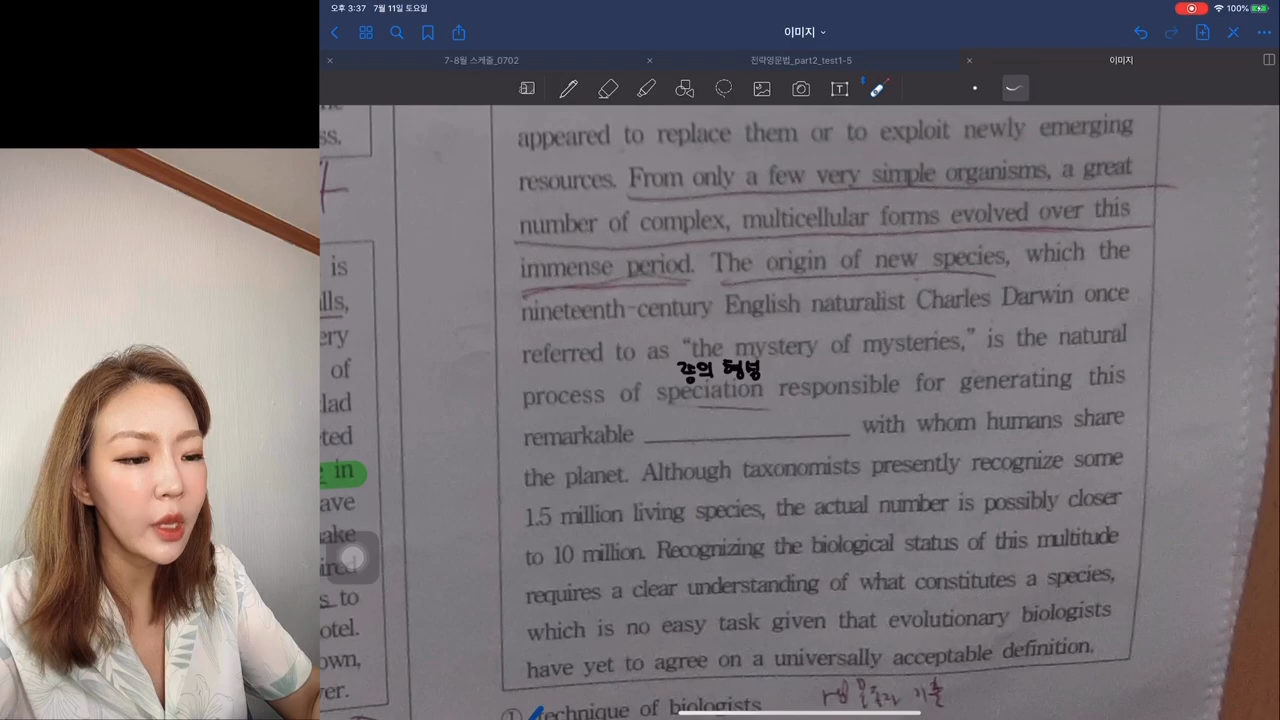 오후 3:37 7월 11일 토요일
100%
이미지
7-8월 스케줄_0702
전략영문법_part2_test1-5
이미지
ss.
is
alls,
ery
of
lad
ted
in
ave
ake
ired
s to
otel.
own,
er.
appeared to replace them or to exploit newly emerging
resources. From only a few very simple organisms, a great
number of complex, multicellular forms evolved over this
immense period. The origin of new species, which the
nineteenth-century English naturalist Charles Darwin once
referred to as “the mystery of mysteries,” is the natural
종의 형성
process of speciation responsible for generating this
remarkable with whom humans share
the planet. Although taxonomists presently recognize some
1.5 million living species, the actual number is possibly closer
to 10 million. Recognizing the biological status of this multitude
requires a clear understanding of what constitutes a species,
which is no easy task given that evolutionary biologists
have yet to agree on a universally acceptable definition.
① technique of biologists